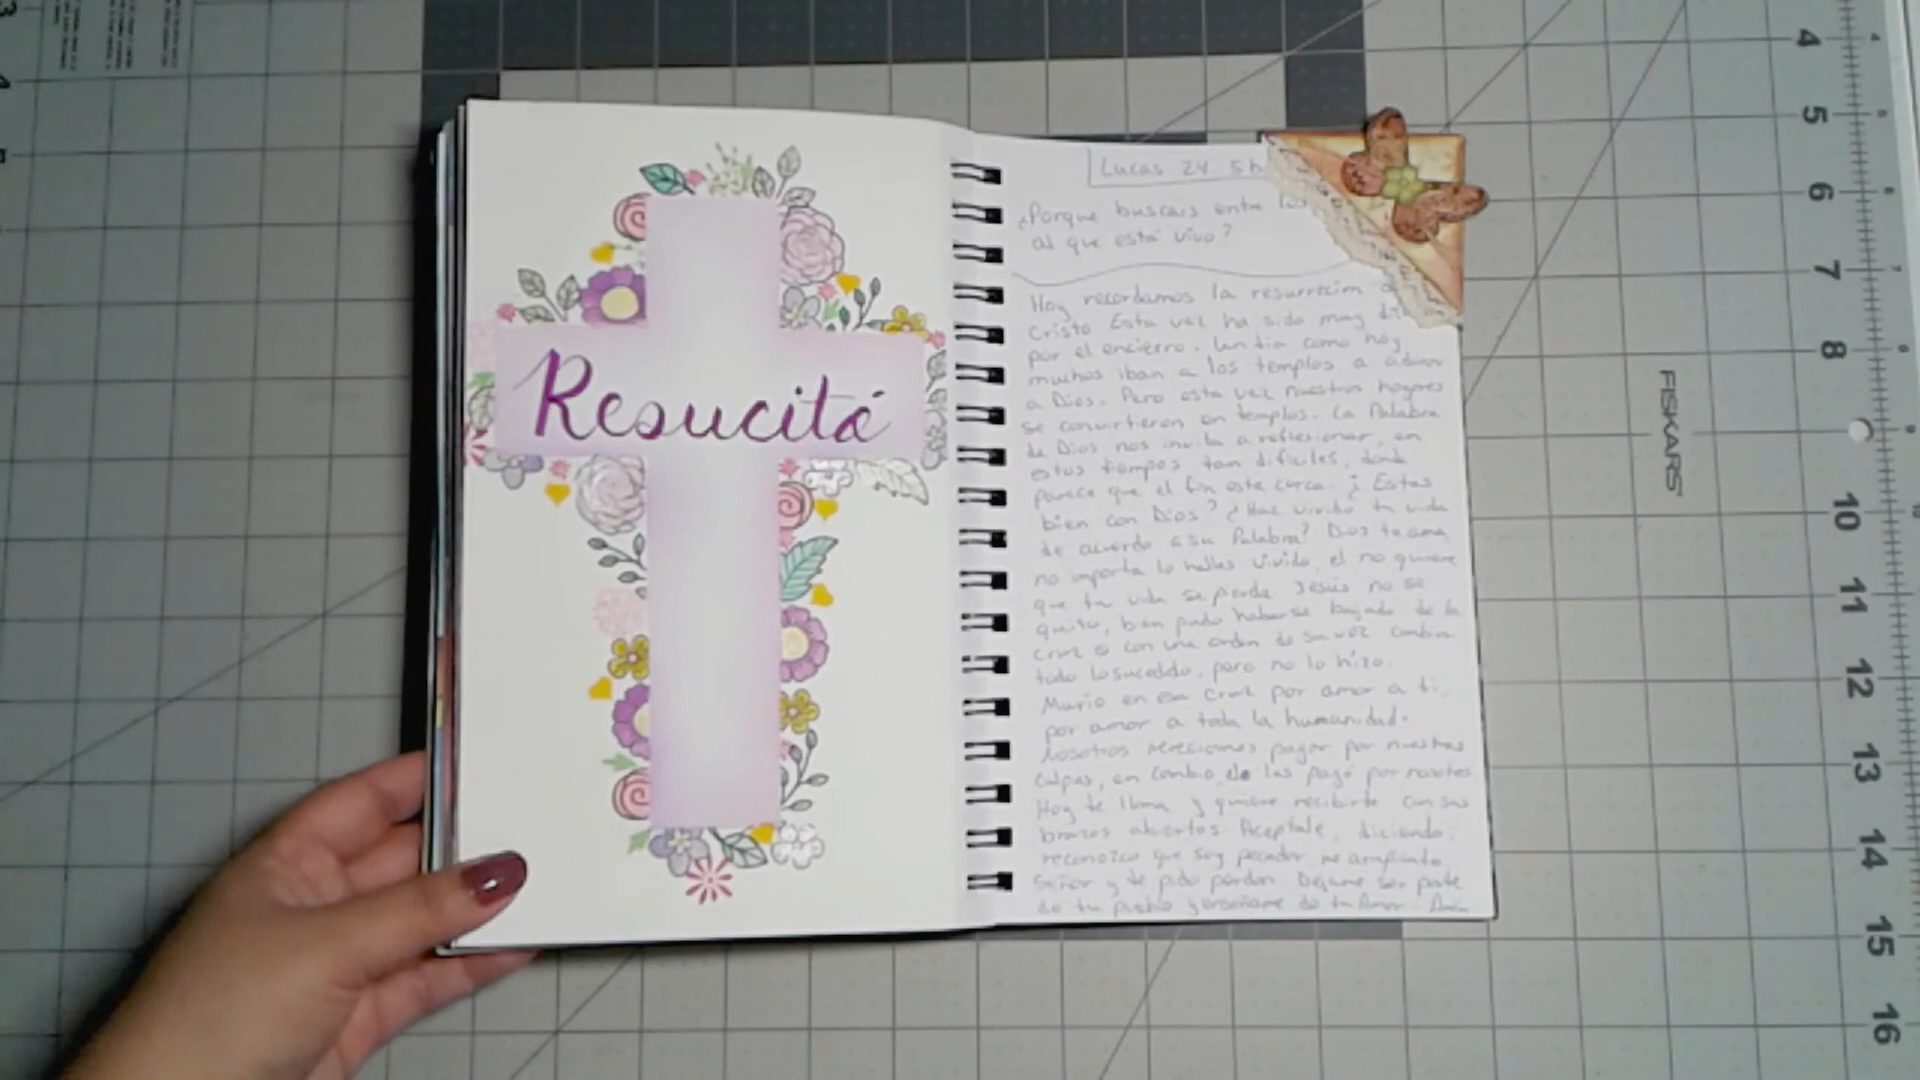 Resucitó
Lucas 24 5b
¿Porque buscais entre los
al que está vivo?
Hoy recordamos la resurrecion
Cristo Esta vez ha sido muy
por el encierro. Un dia como hoy
muchos iban a los templos a adorar
a Dios. Pero esta vez nuestros hogares
se convirtieron en templos. La Palabra
de Dios nos invita a reflexionar, en
estos tiempos tan dificiles, donde
parece que el fin esta cerca. ¿Estas
bien con Dios? ¿Haz vivido tu vida
de acuerdo a su Palabra? Dios te ama
no importa lo hallas vivido, el no quiere
que tu vida se pierda. Jesús no se
quito, bien pudo haberse bajado de la
cruz o con una orden de su voz cambiar
todo lo sucedido, pero no lo hizo.
Murio en esa cruz por amor a ti,
por amor a toda la humanidad.
Nosotros mereciamos pagar por nuestras
culpas, en cambio, el las pagó por nosotros
Hoy te llama y quiere recibirte con sus
brazos abiertos. Aceptale, diciendo:
reconozco que soy pecador me arrepiento
Señor y te pido perdon Dejame ser parte
de tu pueblo y enseñame de tu Amor. Amén
FISKARS
3
4
4
5
6
7
8
9
10
11
12
13
14
15
16